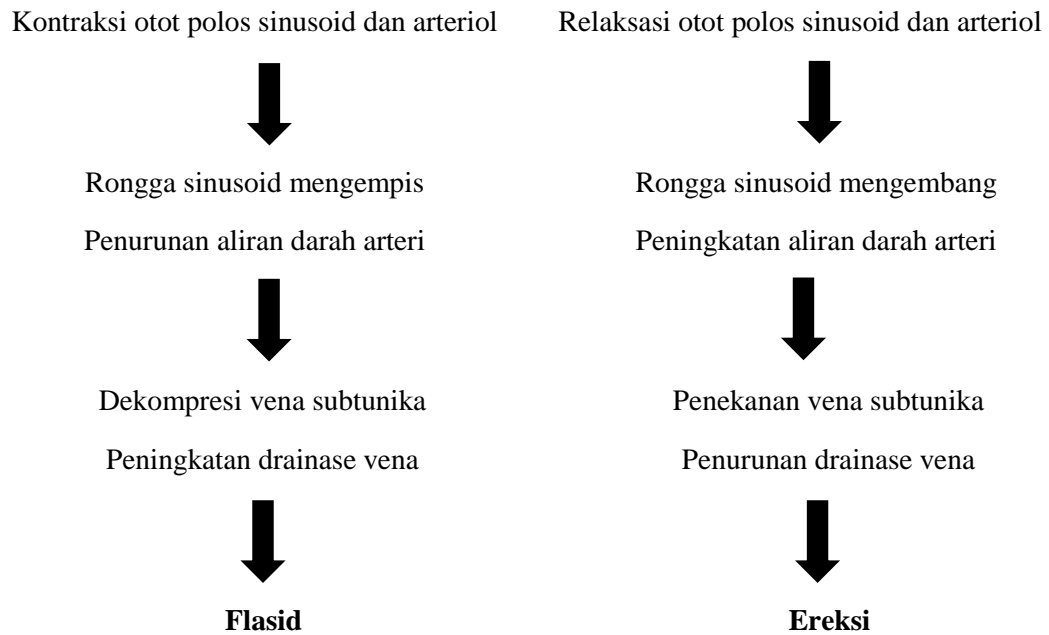 Kontraksi otot polos sinusoid dan arteriol
Rongga sinusoid mengempis
Penurunan aliran darah arteri
Dekompresi vena subtunika
Peningkatan drainase vena
Flasid
Relaksasi otot polos sinusoid dan arteriol
Rongga sinusoid mengembang
Peningkatan aliran darah arteri
Penekanan vena subtunika
Penurunan drainase vena
Ereksi